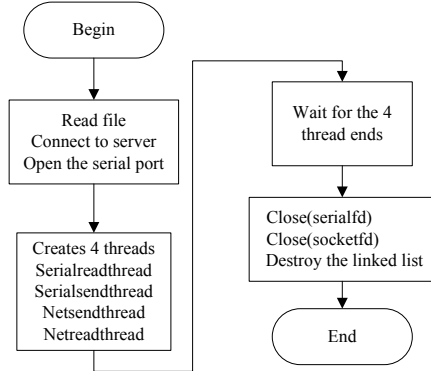 Begin
Read file
Connect to server
Open the serial port
Creates 4 threads
Serialreadthread
Serialsendthread
Netsendthread
Netreadthread
Wait for the 4
thread ends
Close(serialfd)
Close(socketfd)
Destroy the linked list
End